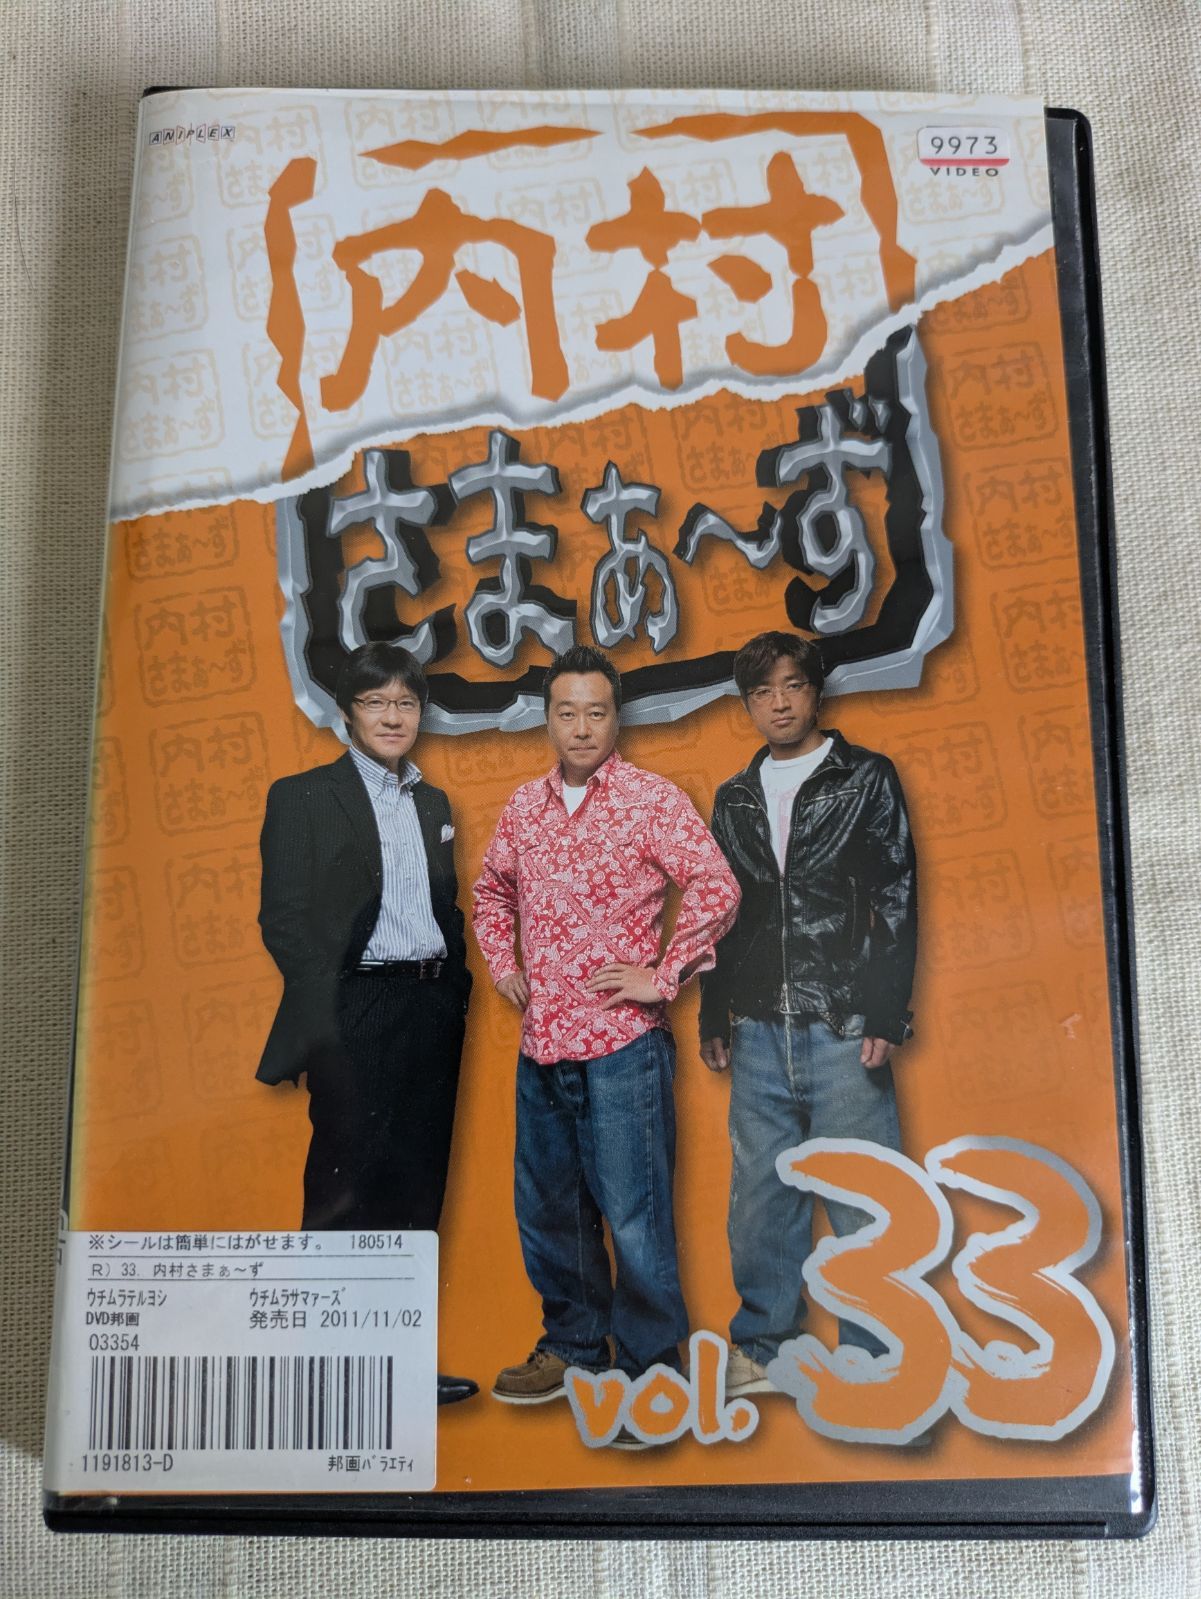 ANIPLEX
9973
VIDEO
内村
さまぁ〜ず
vol. 33
※シールは簡単にはがせます。 180514
R) 33. 内村さまぁ〜ず
ウチムラテルヨシ ウチムラサマァーズ
DVD邦画 発売日 2011/11/02
03354
1191813-D 邦画バラエティ